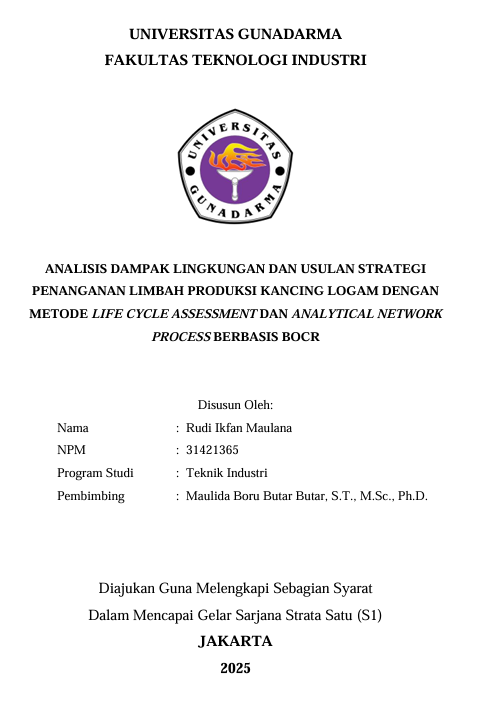 UNIVERSITAS GUNADARMA
FAKULTAS TEKNOLOGI INDUSTRI
UNIVERSITAS
GUNADARMA
ANALISIS DAMPAK LINGKUNGAN DAN USULAN STRATEGI
PENANGANAN LIMBAH PRODUKSI KANCING LOGAM DENGAN
METODE LIFE CYCLE ASSESSMENT DAN ANALYTICAL NETWORK
PROCESS BERBASIS BOCR
Disusun Oleh:
Nama : Rudi Ikfan Maulana
NPM : 31421365
Program Studi : Teknik Industri
Pembimbing : Maulida Boru Butar Butar, S.T., M.Sc., Ph.D.
Diajukan Guna Melengkapi Sebagian Syarat
Dalam Mencapai Gelar Sarjana Strata Satu (S1)
JAKARTA
2025